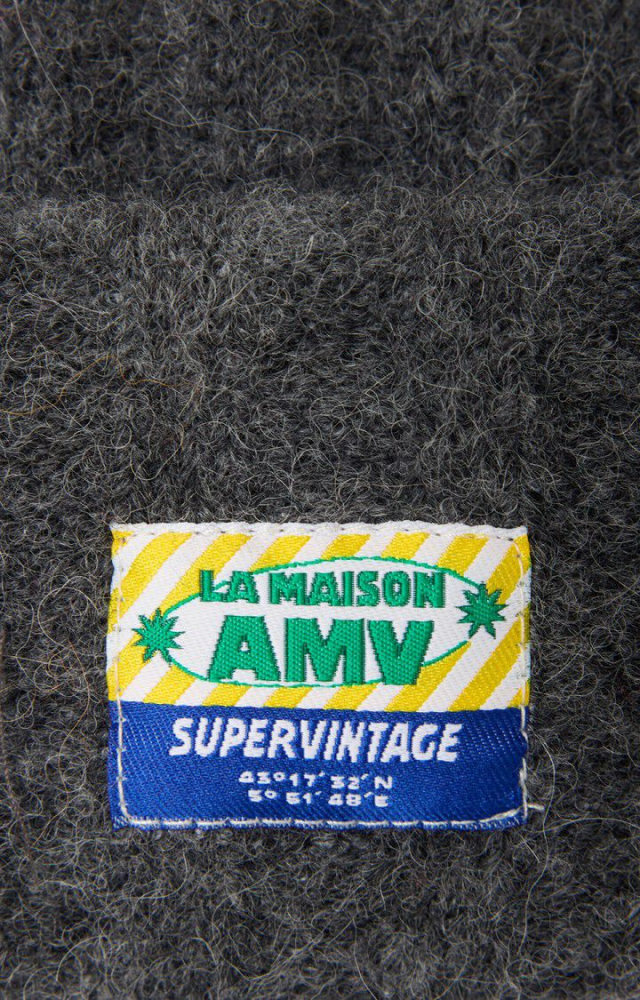 LA MAISON
AMV
SUPERVINTAGE
43°17'32'N
5°51'48'E